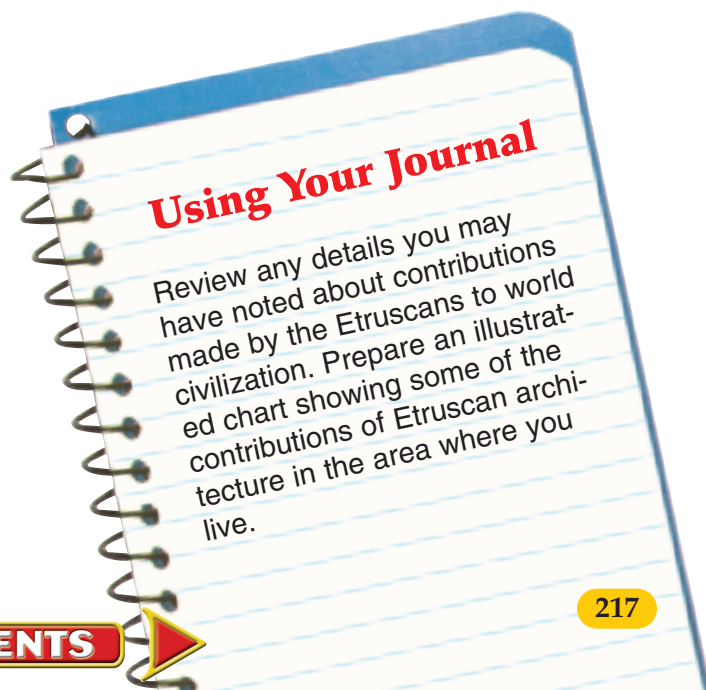 Using Your Journal
Review any details you may
have noted about contributions
made by the Etruscans to world
civilization. Prepare an illustrat-
ed chart showing some of the
contributions of Etruscan archi-
tecture in the area where you
live.
217
ENTS